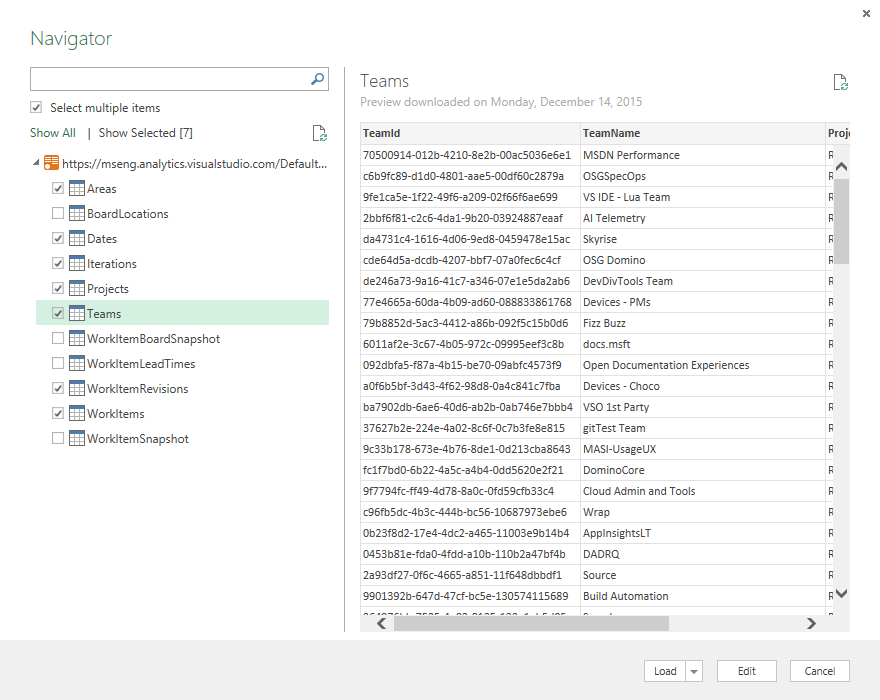 Navigator
Select multiple items
Show All | Show Selected [7]
https://mseng.analytics.visualstudio.com/Default...
Areas
BoardLocations
Dates
Iterations
Projects
Teams
WorkItemBoardSnapshot
WorkItemLeadTimes
WorkItemRevisions
WorkItems
WorkItemSnapshot
Teams
Preview downloaded on Monday, December 14, 2015
TeamId TeamName Proje
70500914-012b-4210-8e2b-00ac5036e6e1 MSDN Performance R
c6b9fc89-d1d0-4801-aae5-00df60c2879a OSGSpecOps R
9fe1ca5e-1f22-49f6-a209-02f66f6ae699 VS IDE - Lua Team R
2bbf6f81-c2c6-4da1-9b20-03924887eaaf AI Telemetry R
da4731c4-1616-4d06-9ed8-0459478e15ac Skyrise R
cde64d5a-dcdb-4207-bbf7-07a0fec6c4cf OSG Domino R
de246a73-9a16-41c7-a346-07e1e5da2ab6 DevDivTools Team R
77e4665a-60da-4b09-ad60-088833861768 Devices - PMs R
79b8852d-5ac3-4412-a86b-092f5c15b0d6 Fizz Buzz R
6011af2e-3c67-4b05-972c-09995eef3c8b docs.msft R
092dbfa5-f87a-4b15-be70-09abfc4573f9 Open Documentation Experiences R
a0f6b5bf-3d43-4f62-98d8-0a4c841c7fba Devices - Choco R
ba7902db-6ae6-40d6-ab2b-0ab746e7bbb4 VSO 1st Party R
37627b2e-224e-4a02-8c6f-0c7b3fe8e815 gitTest Team R
9c33b178-673e-4b76-8de1-0d213cba8643 MASI-UsageUX R
fc1f7bd0-6b22-4a5c-a4b4-0dd5620e2f21 DominoCore R
9f7794fc-ff49-4d78-8a0c-0fd59cfb33c4 Cloud Admin and Tools R
c96fb5dc-4b3c-444b-bc56-10687973ebe6 Wrap R
0b23f8d2-17e4-4dc2-a465-11003e9b14b4 AppInsightsLT R
0453b81e-fda0-4fdd-a10b-110b2a47bf4b DADRQ R
2a93df27-0f6c-4665-a851-11f648dbbdf1 Source R
9901392b-647d-47cf-bc5e-130574115689 Build Automation R
Load Edit Cancel